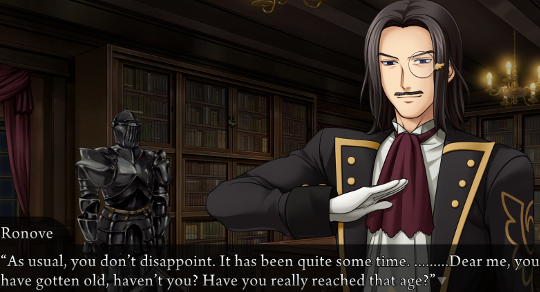 Ronove
“As usual, you don’t disappoint. It has been quite some time. .........Dear me, you
have gotten old, haven’t you? Have you really reached that age?”